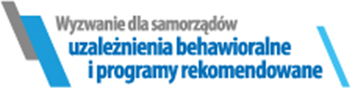 Wyzwanie dla samorządów
uzależnienia behawioralne
i programy rekomendowane